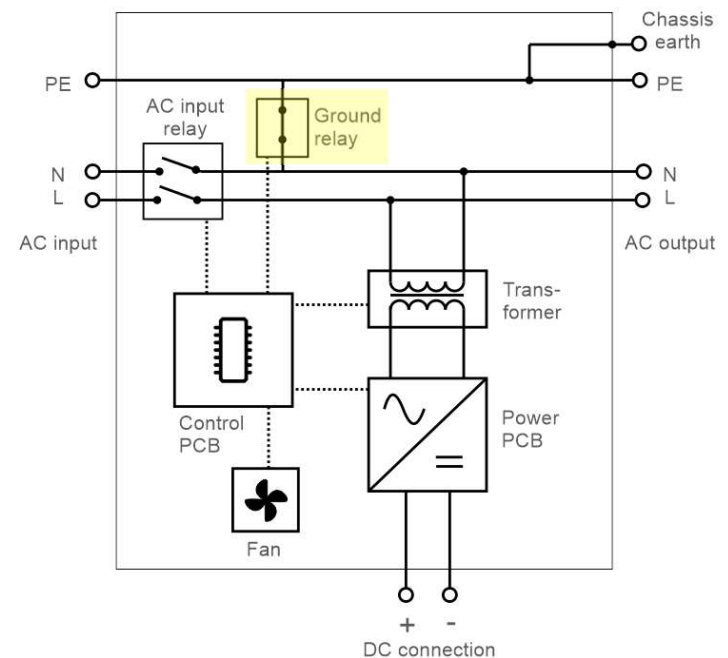 Chassis
earth
PE
PE
AC input
relay
Ground
relay
N
N
L
L
AC input
AC output
Trans-
former
Control
PCB
Power
PCB
Fan
+ -
DC connection